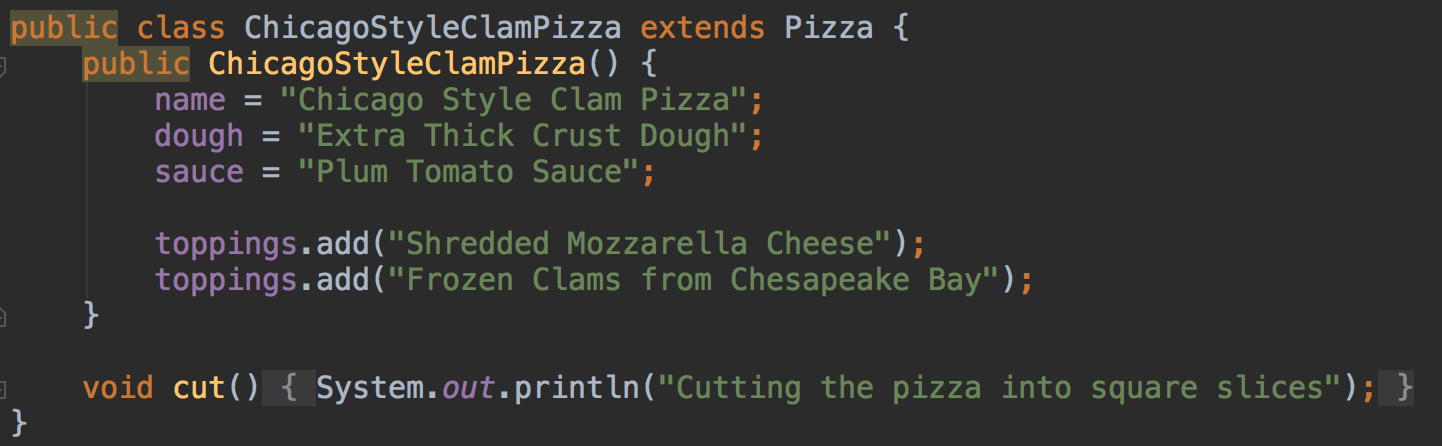 public class ChicagoStyleClamPizza extends Pizza {
    public ChicagoStyleClamPizza() {
        name = "Chicago Style Clam Pizza";
        dough = "Extra Thick Crust Dough";
        sauce = "Plum Tomato Sauce";

        toppings.add("Shredded Mozzarella Cheese");
        toppings.add("Frozen Clams from Chesapeake Bay");
    }

    void cut() { System.out.println("Cutting the pizza into square slices"); }
}